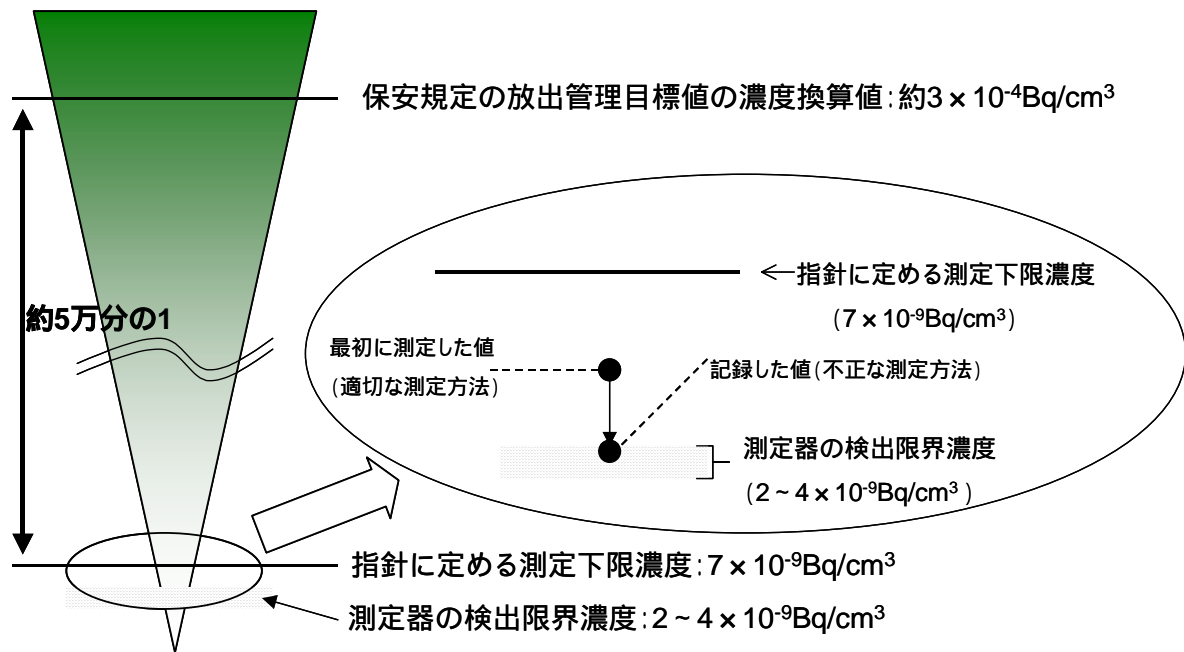 保安規定の放出管理目標値の濃度換算値:約3×10⁻⁴Bq/cm³
指針に定める測定下限濃度
(7×10⁻⁹Bq/cm³)
約5万分の1
最初に測定した値
(適切な測定方法)
記録した値(不正な測定方法)
測定器の検出限界濃度
(2~4×10⁻⁹Bq/cm³)
指針に定める測定下限濃度:7×10⁻⁹Bq/cm³
測定器の検出限界濃度:2~4×10⁻⁹Bq/cm³